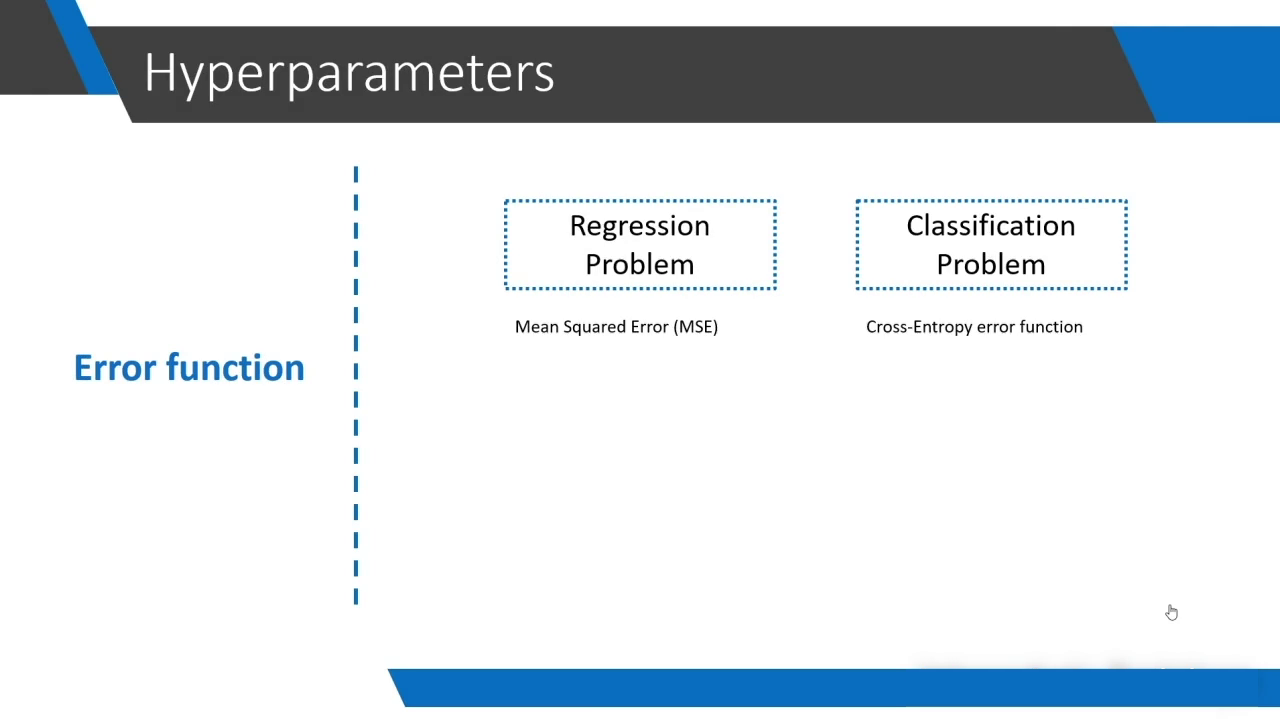 Hyperparameters
Error function
Regression
Problem
Mean Squared Error (MSE)
Classification
Problem
Cross-Entropy error function